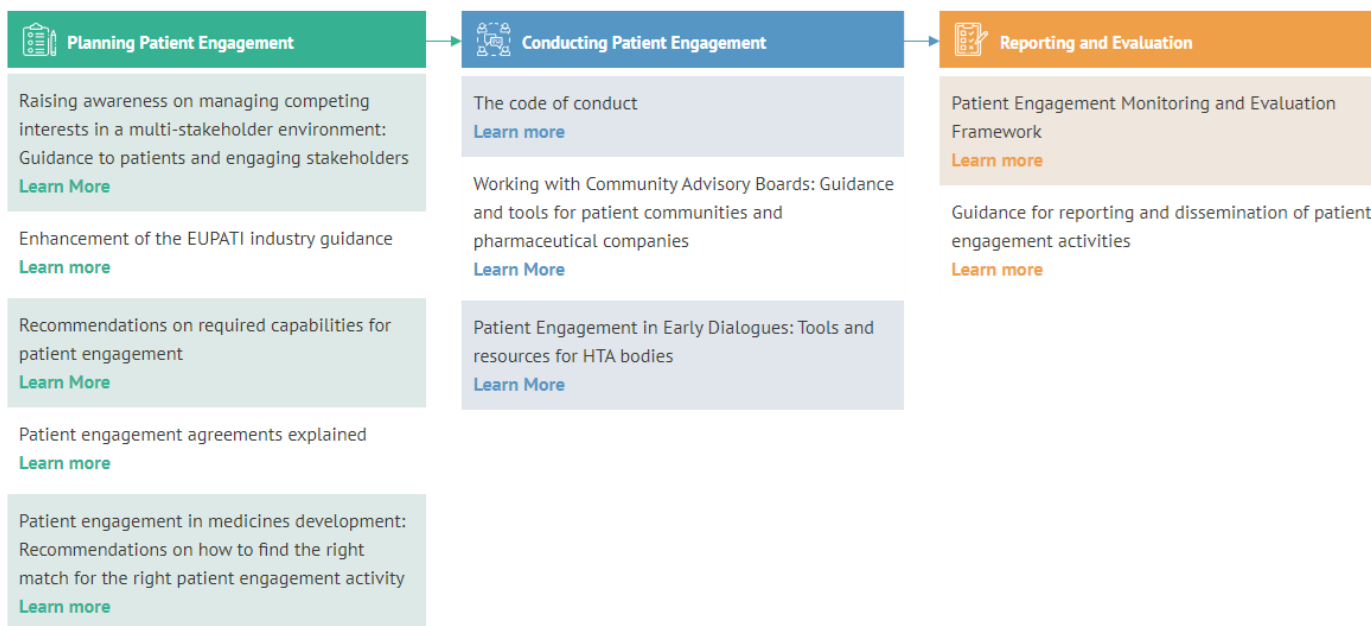 Planning Patient Engagement
Raising awareness on managing competing
interests in a multi-stakeholder environment:
Guidance to patients and engaging stakeholders
Learn More
Enhancement of the EUPATI industry guidance
Learn more
Recommendations on required capabilities for
patient engagement
Learn More
Patient engagement agreements explained
Learn more
Patient engagement in medicines development:
Recommendations on how to find the right
match for the right patient engagement activity
Learn more
Conducting Patient Engagement
The code of conduct
Learn more
Working with Community Advisory Boards: Guidance
and tools for patient communities and
pharmaceutical companies
Learn More
Patient Engagement in Early Dialogues: Tools and
resources for HTA bodies
Learn More
Reporting and Evaluation
Patient Engagement Monitoring and Evaluation
Framework
Learn more
Guidance for reporting and dissemination of patient
engagement activities
Learn more